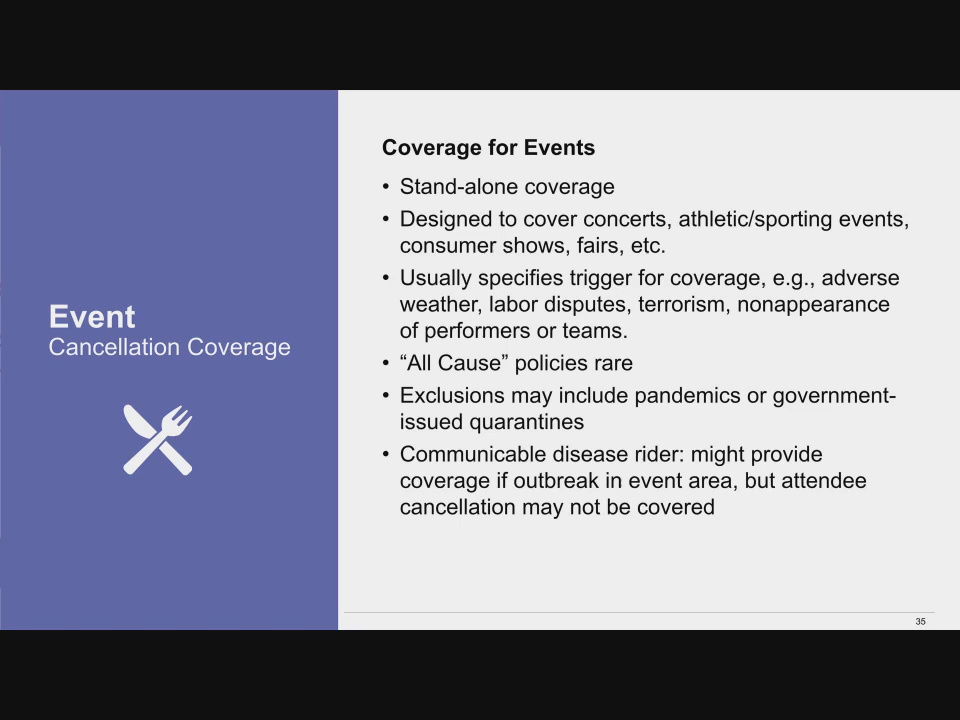 Event
Cancellation Coverage
Coverage for Events
• Stand-alone coverage
• Designed to cover concerts, athletic/sporting events,
consumer shows, fairs, etc.
• Usually specifies trigger for coverage, e.g., adverse
weather, labor disputes, terrorism, nonappearance
of performers or teams.
• “All Cause” policies rare
• Exclusions may include pandemics or government-
issued quarantines
• Communicable disease rider: might provide
coverage if outbreak in event area, but attendee
cancellation may not be covered
35